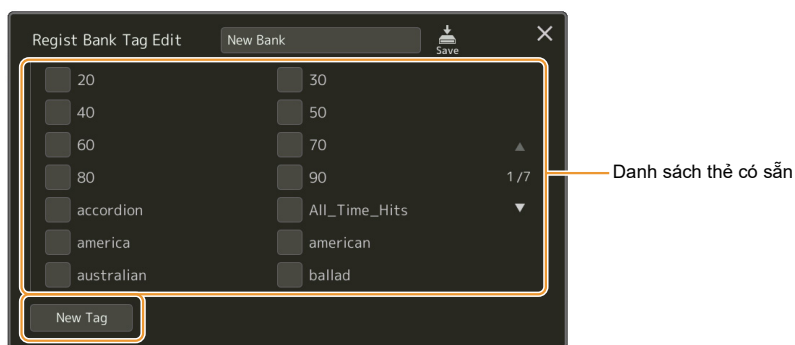 Regist Bank Tag Edit New Bank Save
20 30
40 50
60 70
80 90 1/7
accordion All_Time_Hits
america american
australian ballad
New Tag
Danh sách thẻ có sẵn